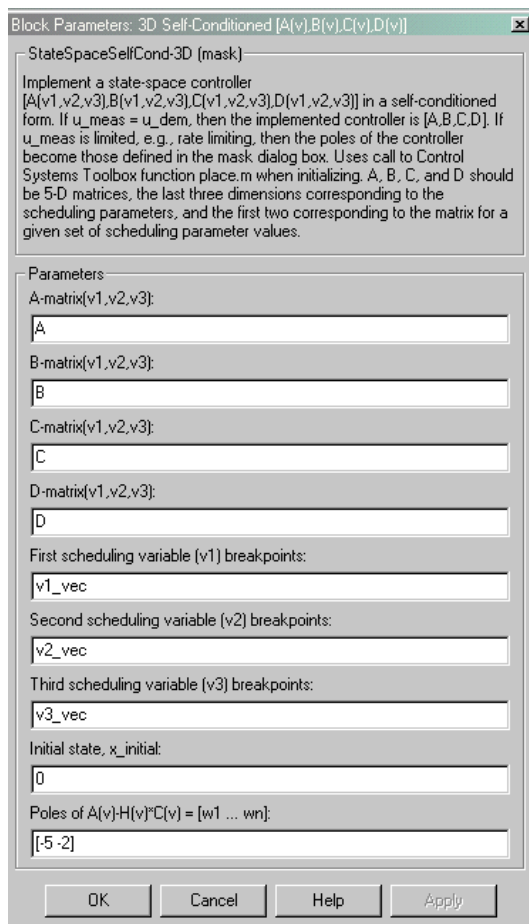 Block Parameters: 3D Self-Conditioned [A(v),B(v),C(v),D(v)]
StateSpaceSelfCond-3D (mask)
Implement a state-space controller
[A(v1,v2,v3),B(v1,v2,v3),C(v1,v2,v3),D(v1,v2,v3)] in a self-conditioned
form. If u_meas = u_dem, then the implemented controller is [A,B,C,D]. If
u_meas is limited, e.g., rate limiting, then the poles of the controller
become those defined in the mask dialog box. Uses call to Control
Systems Toolbox function place.m when initializing. A, B, C, and D should
be 5-D matrices, the last three dimensions corresponding to the
scheduling parameters, and the first two corresponding to the matrix for a
given set of scheduling parameter values.
Parameters
A-matrix(v1,v2,v3):
A
B-matrix(v1,v2,v3):
B
C-matrix(v1,v2,v3):
C
D-matrix(v1,v2,v3):
D
First scheduling variable (v1) breakpoints:
v1_vec
Second scheduling variable (v2) breakpoints:
v2_vec
Third scheduling variable (v3) breakpoints:
v3_vec
Initial state, x_initial:
0
Poles of A(v)-H(v)*C(v) = [w1 ... wn]:
[-5 -2]
OK Cancel Help Apply